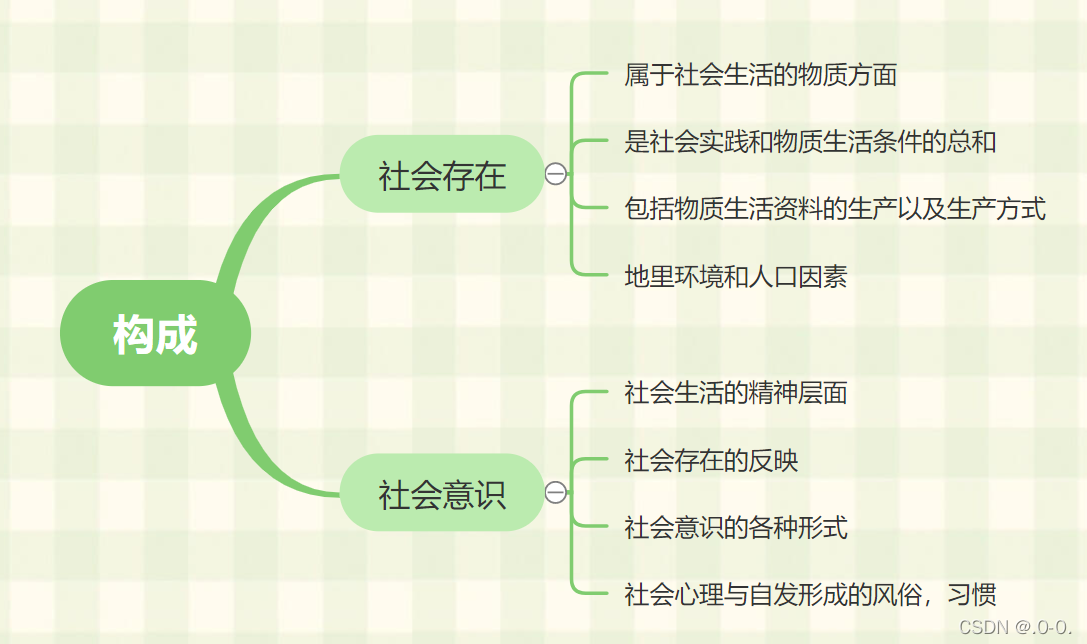 构成
社会存在
属于社会生活的物质方面
是社会实践和物质生活条件的总和
包括物质生活资料的生产以及生产方式
地里环境和人口因素
社会意识
社会生活的精神层面
社会存在的反映
社会意识的各种形式
社会心理与自发形成的风俗，习惯
CSDN @.O-O.